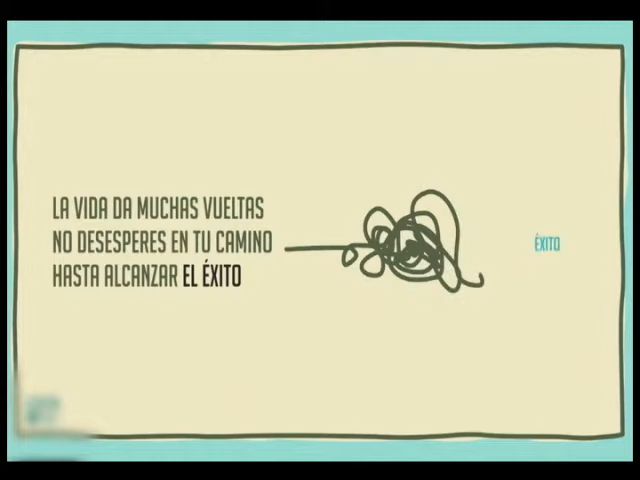 LA VIDA DA MUCHAS VUELTAS
NO DESESPERES EN TU CAMINO
HASTA ALCANZAR EL ÉXITO
ÉXITO